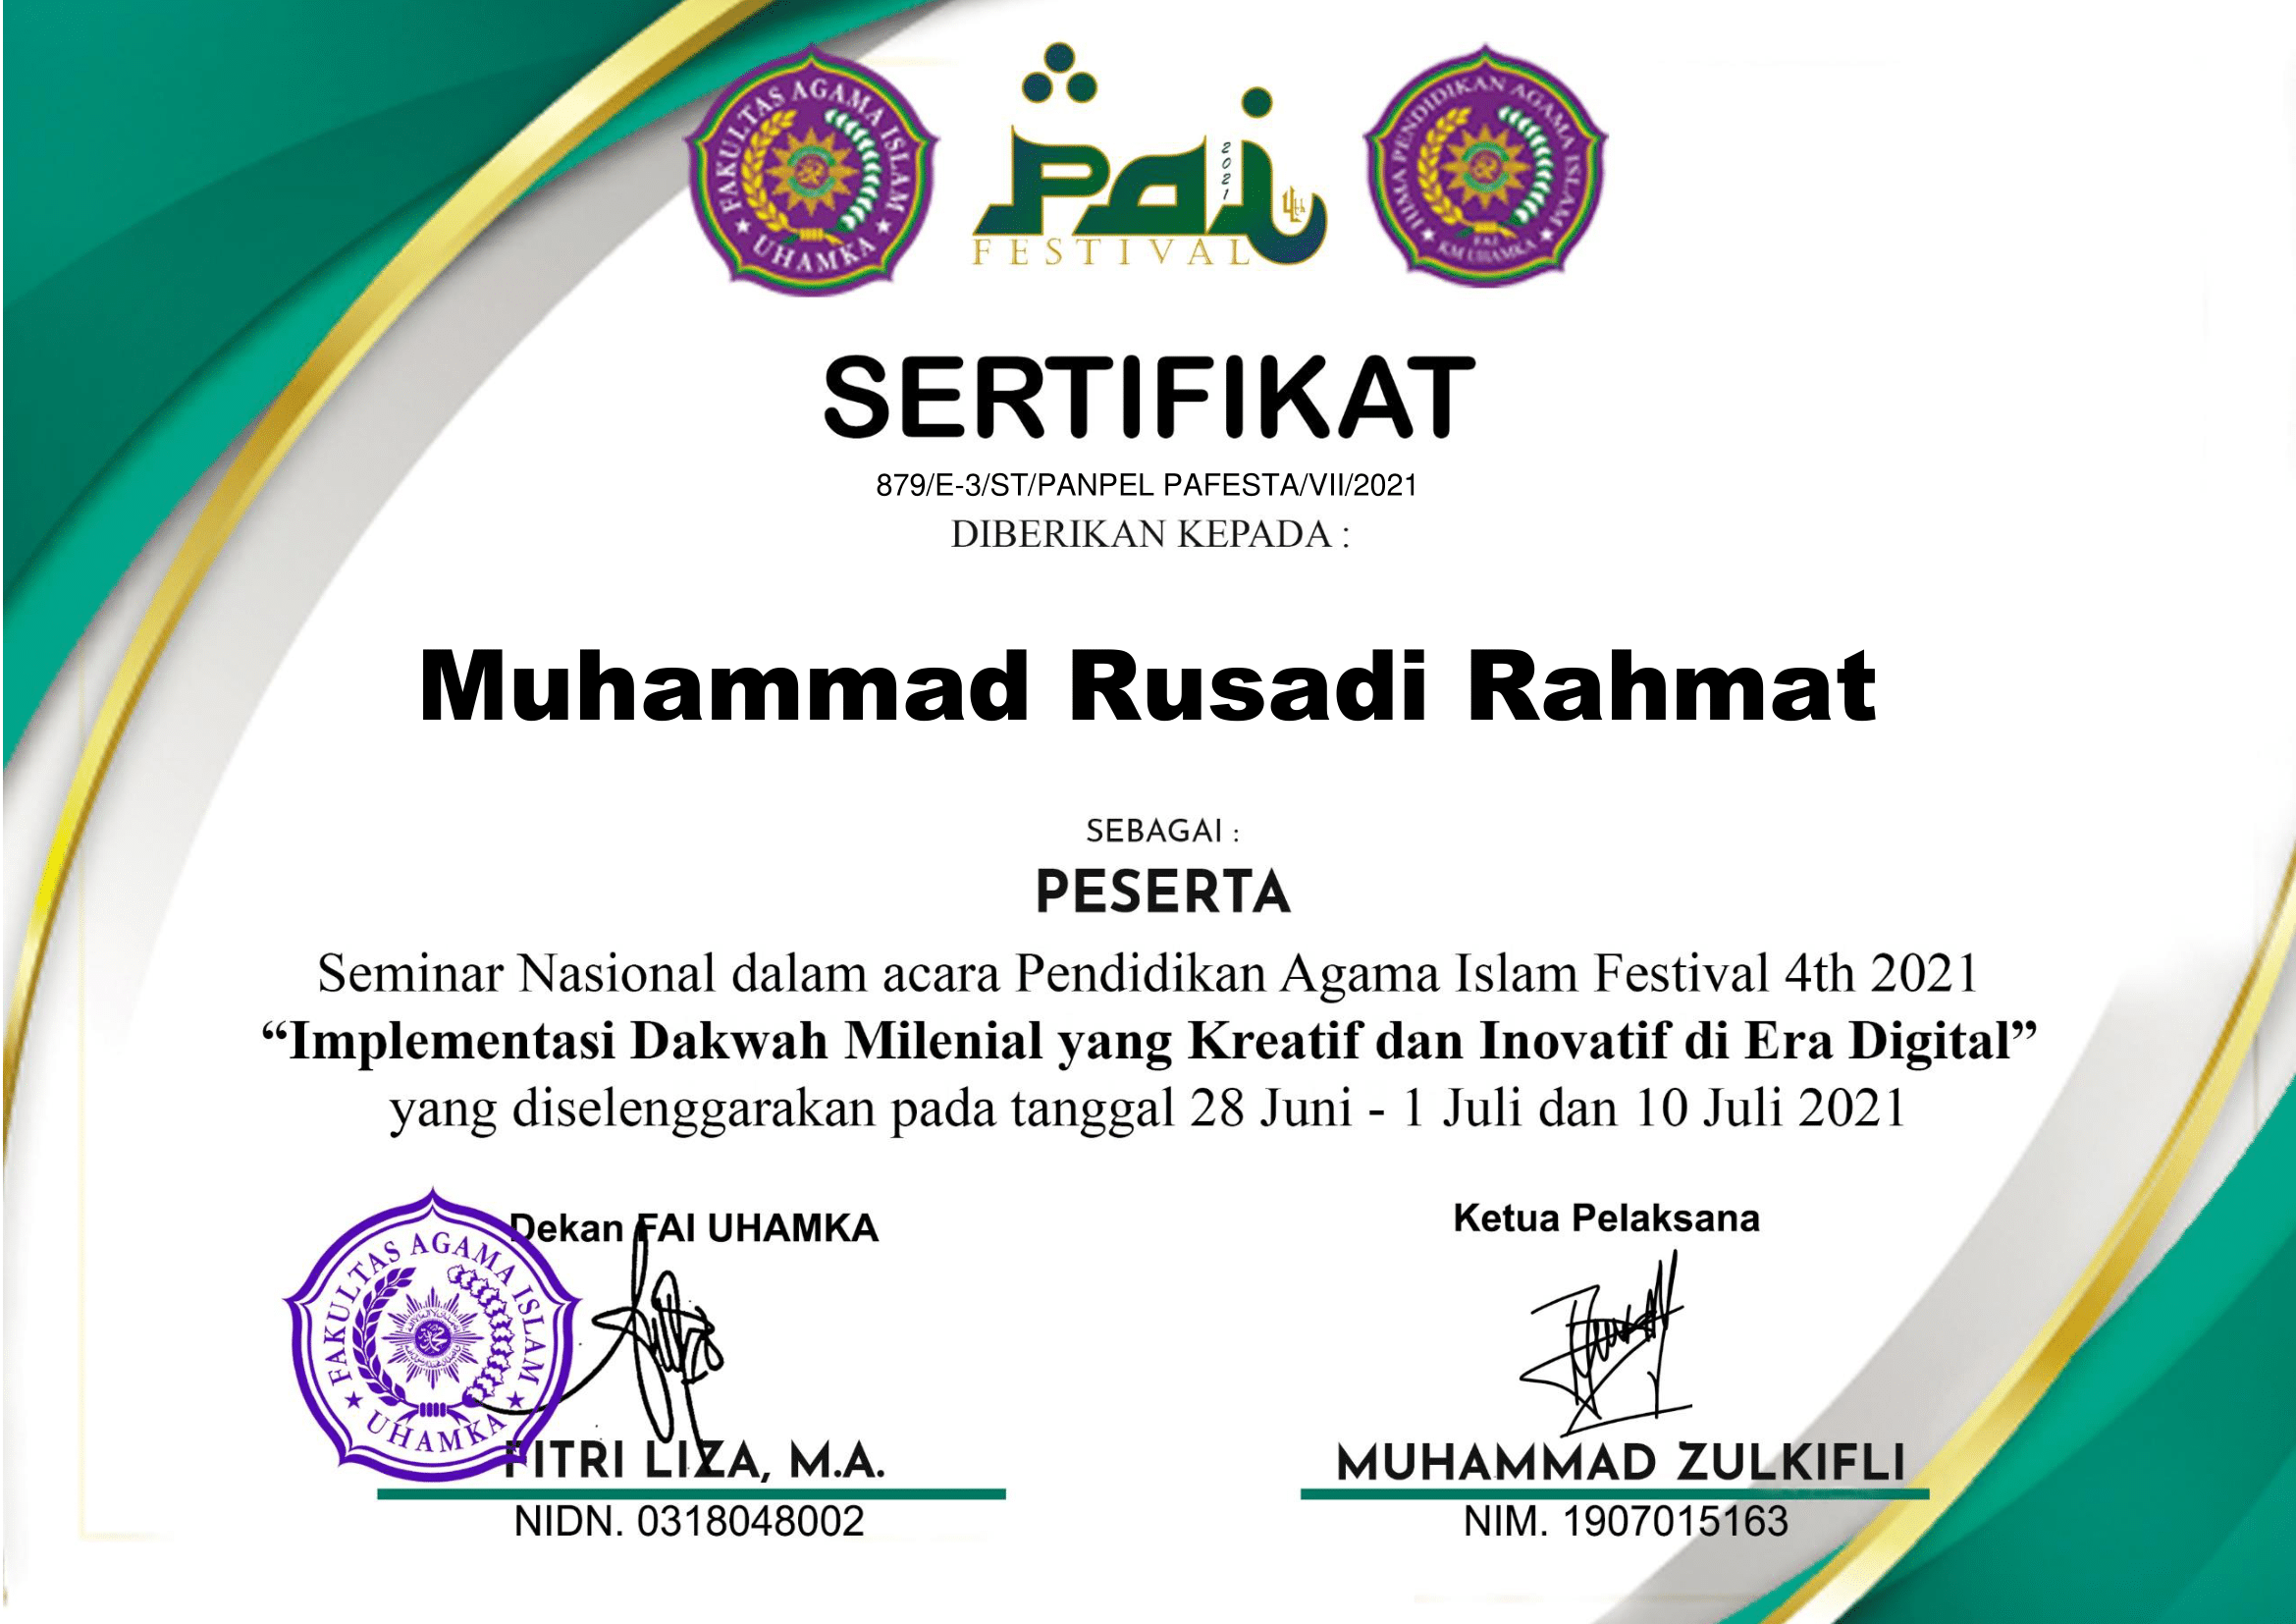 FAKULTAS AGAMA ISLAM
UHAMKA
pai
2021
FESTIVAL
HIMA PENDIDIKAN AGAMA ISLAM
FAI
KM UHAMKA
SERTIFIKAT
879/E-3/ST/PANPEL PAFESTA/VII/2021
DIBERIKAN KEPADA :
Muhammad Rusadi Rahmat
SEBAGAI :
PESERTA
Seminar Nasional dalam acara Pendidikan Agama Islam Festival 4th 2021
“Implementasi Dakwah Milenial yang Kreatif dan Inovatif di Era Digital”
yang diselenggarakan pada tanggal 28 Juni - 1 Juli dan 10 Juli 2021
Dekan FAI UHAMKA
FAKULTAS AGAMA ISLAM
UHAMKA
FITRI LIZA, M.A.
NIDN. 0318048002
Ketua Pelaksana
MUHAMMAD ZULKIFLI
NIM. 1907015163